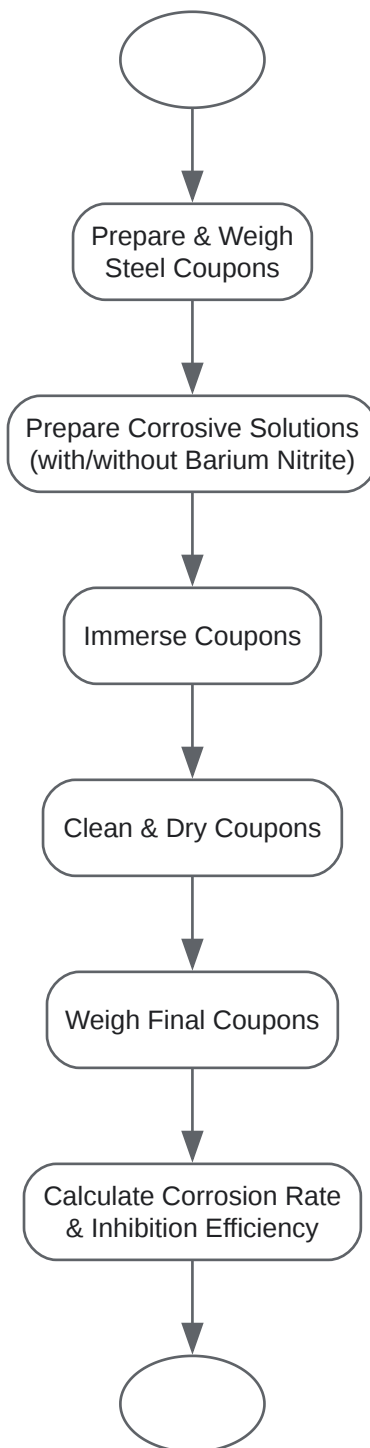 Prepare & Weigh
Steel Coupons
Prepare Corrosive Solutions
(with/without Barium Nitrite)
Immerse Coupons
Clean & Dry Coupons
Weigh Final Coupons
Calculate Corrosion Rate
& Inhibition Efficiency